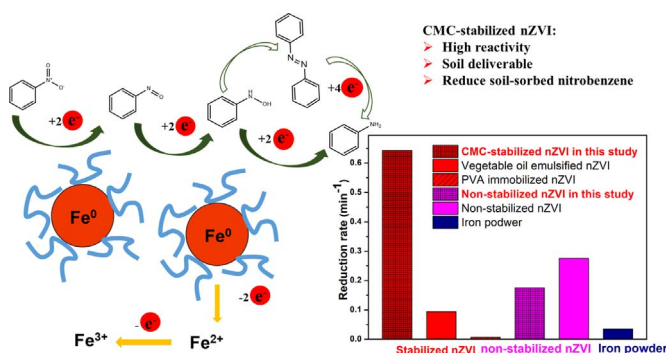 CMC-stabilized nZVI:
High reactivity
Soil deliverable
Reduce soil-sorbed nitrobenzene
O
N+
O-
N
O
H
N
OH
N
N
NH2
+2 e-
+2 e-
+2 e-
+4 e-
Fe0
Fe0
-2 e-
- e-
Fe3+
Fe2+
CMC-stabilized nZVI in this study
Vegetable oil emulsified nZVI
PVA immobilized nZVI
Non-stabilized nZVI in this study
Non-stabilized nZVI
Iron podwer
Reduction rate (min-1)
0.6
0.5
0.4
0.3
0.2
0.1
0.0
Stabilized nZVI
non-stabilized nZVI
Iron powder